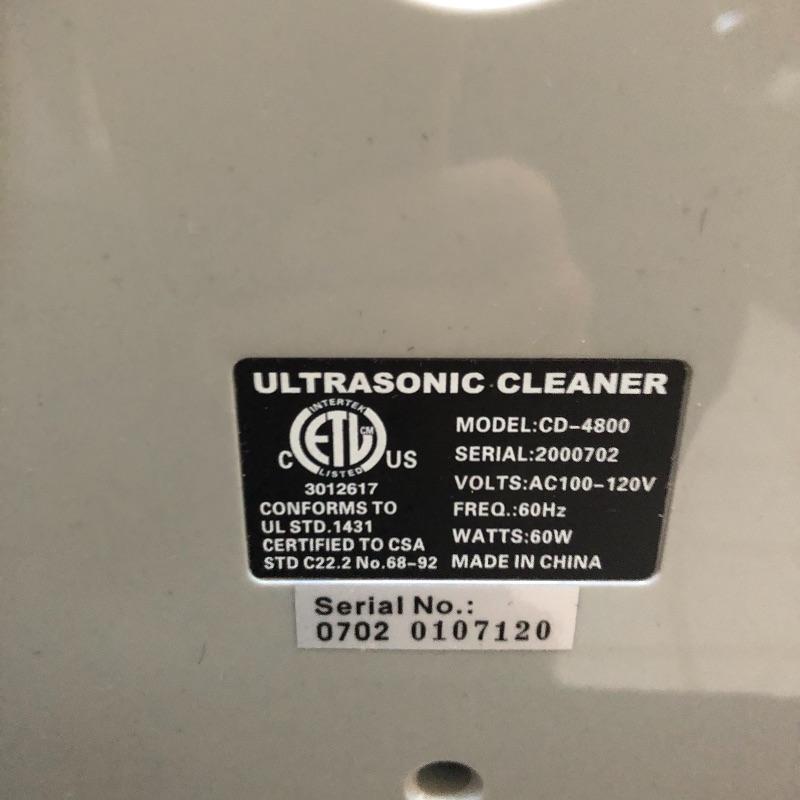 ULTRASONIC CLEANER
INTERTEK
C ETL CM US
LISTED
3012617
CONFORMS TO
UL STD.1431
CERTIFIED TO CSA
STD C22.2 No.68-92
MODEL:CD-4800
SERIAL:2000702
VOLTS:AC100-120V
FREQ.:60Hz
WATTS:60W
MADE IN CHINA
Serial No.:
0702 0107120